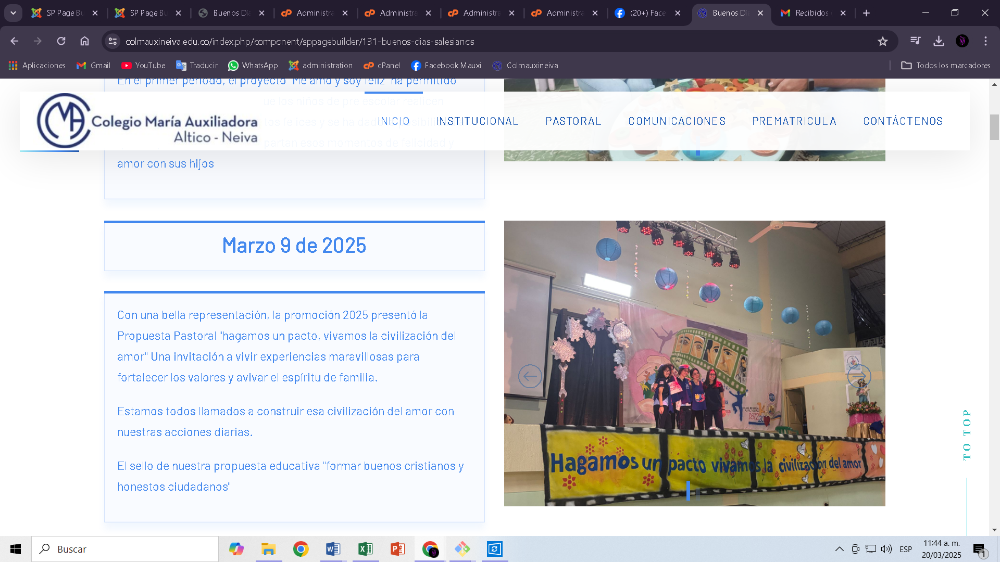 SP Page Bu
SP Page Bu
Buenos Día
Administra
Administra
Administra
Administra
(20+) Face
Buenos Día
Recibidos
colmauxineiva.edu.co/index.php/component/sppagebuilder/131-buenos-dias-salesianos
Aplicaciones
Gmail
YouTube
Traducir
WhatsApp
administration
cPanel
Facebook Mauxi
Colmauxineiva
Todos los marcadores
En el primer periodo, el proyecto "Me amo y soy feliz" ha permitido
ue los niños de pre escolar realicen
Colegio María Auxiliadora
Altico - Neiva
INICIO
INSTITUCIONAL
PASTORAL
COMUNICACIONES
PREMATRICULA
CONTÁCTENOS
tos felices y se ha dad
partan esos momentos de felicidad y
amor con sus hijos
Marzo 9 de 2025
Con una bella representación, la promoción 2025 presentó la
Propuesta Pastoral "hagamos un pacto, vivamos la civilización del
amor" Una invitación a vivir experiencias maravillosas para
fortalecer los valores y avivar el espíritu de familia.
Estamos todos llamados a construir esa civilización del amor con
nuestras acciones diarias.
El sello de nuestra propuesta educativa "formar buenos cristianos y
honestos ciudadanos"
Hagamos un pacto vivamos la civilización del amor
TO TOP
Buscar
ESP
11:44 a. m.
20/03/2025
1